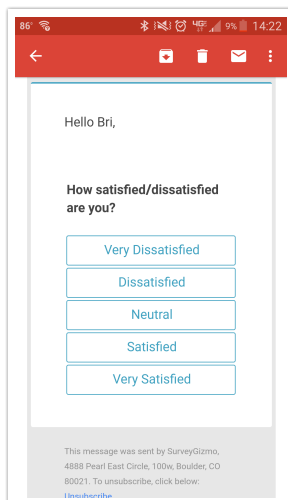 86° 4GE 9% 14:22
Hello Bri,
How satisfied/dissatisfied
are you?
Very Dissatisfied
Dissatisfied
Neutral
Satisfied
Very Satisfied
This message was sent by SurveyGizmo,
4888 Pearl East Circle, 100w, Boulder, CO
80021. To unsubscribe, click below:
Unsubscribe